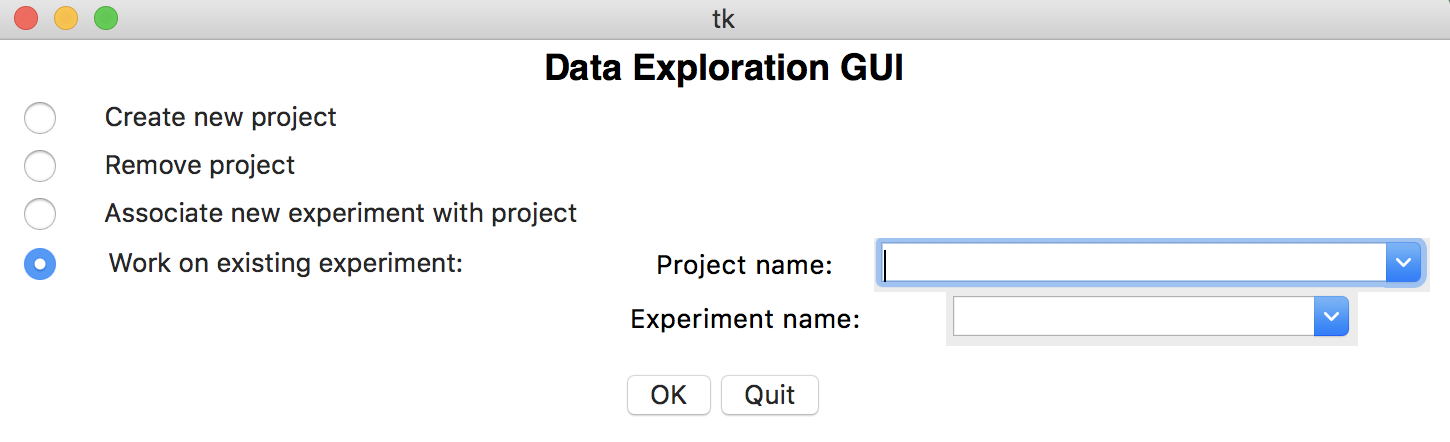 tk
Data Exploration GUI
Create new project
Remove project
Associate new experiment with project
Work on existing experiment: Project name:
Experiment name:
OK Quit